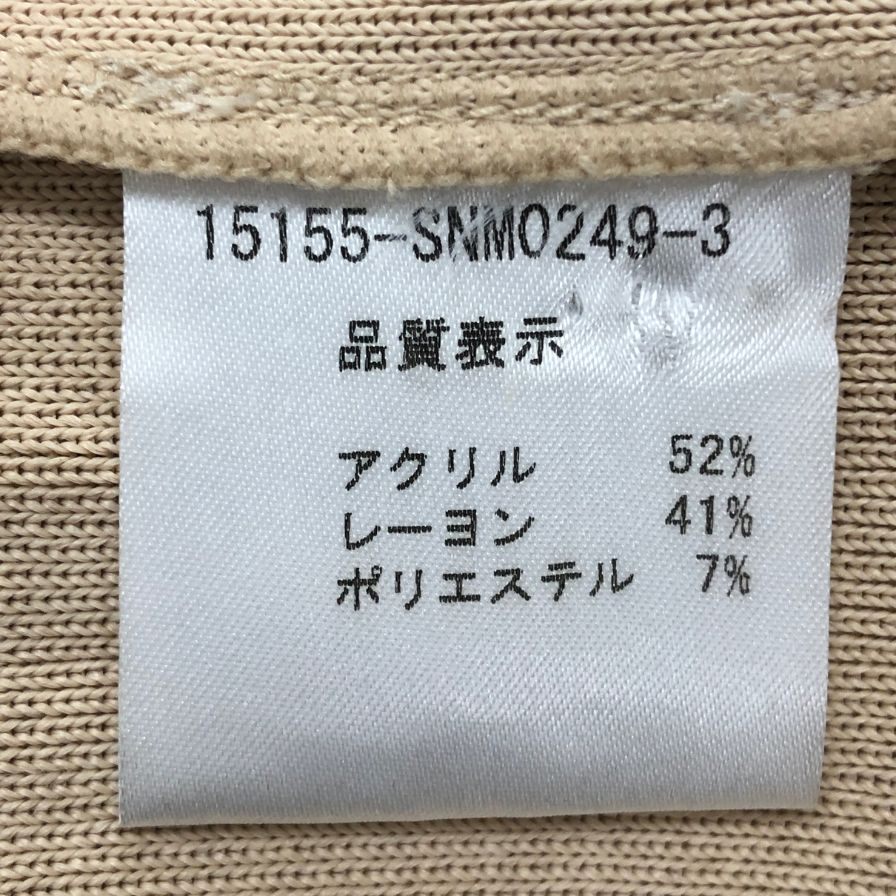 15155-SNM0249-3
品質表示
アクリル 52%
レーヨン 41%
ポリエステル 7%